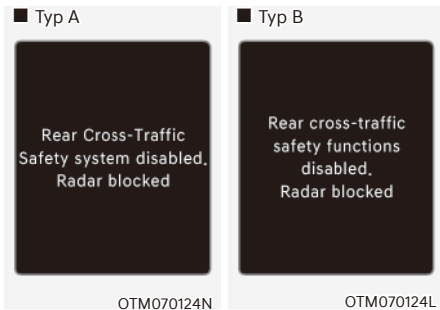 ■ Typ A
Rear Cross-Traffic
Safety system disabled.
Radar blocked
OTM070124N
■ Typ B
Rear cross-traffic
safety functions
disabled.
Radar blocked
OTM070124L